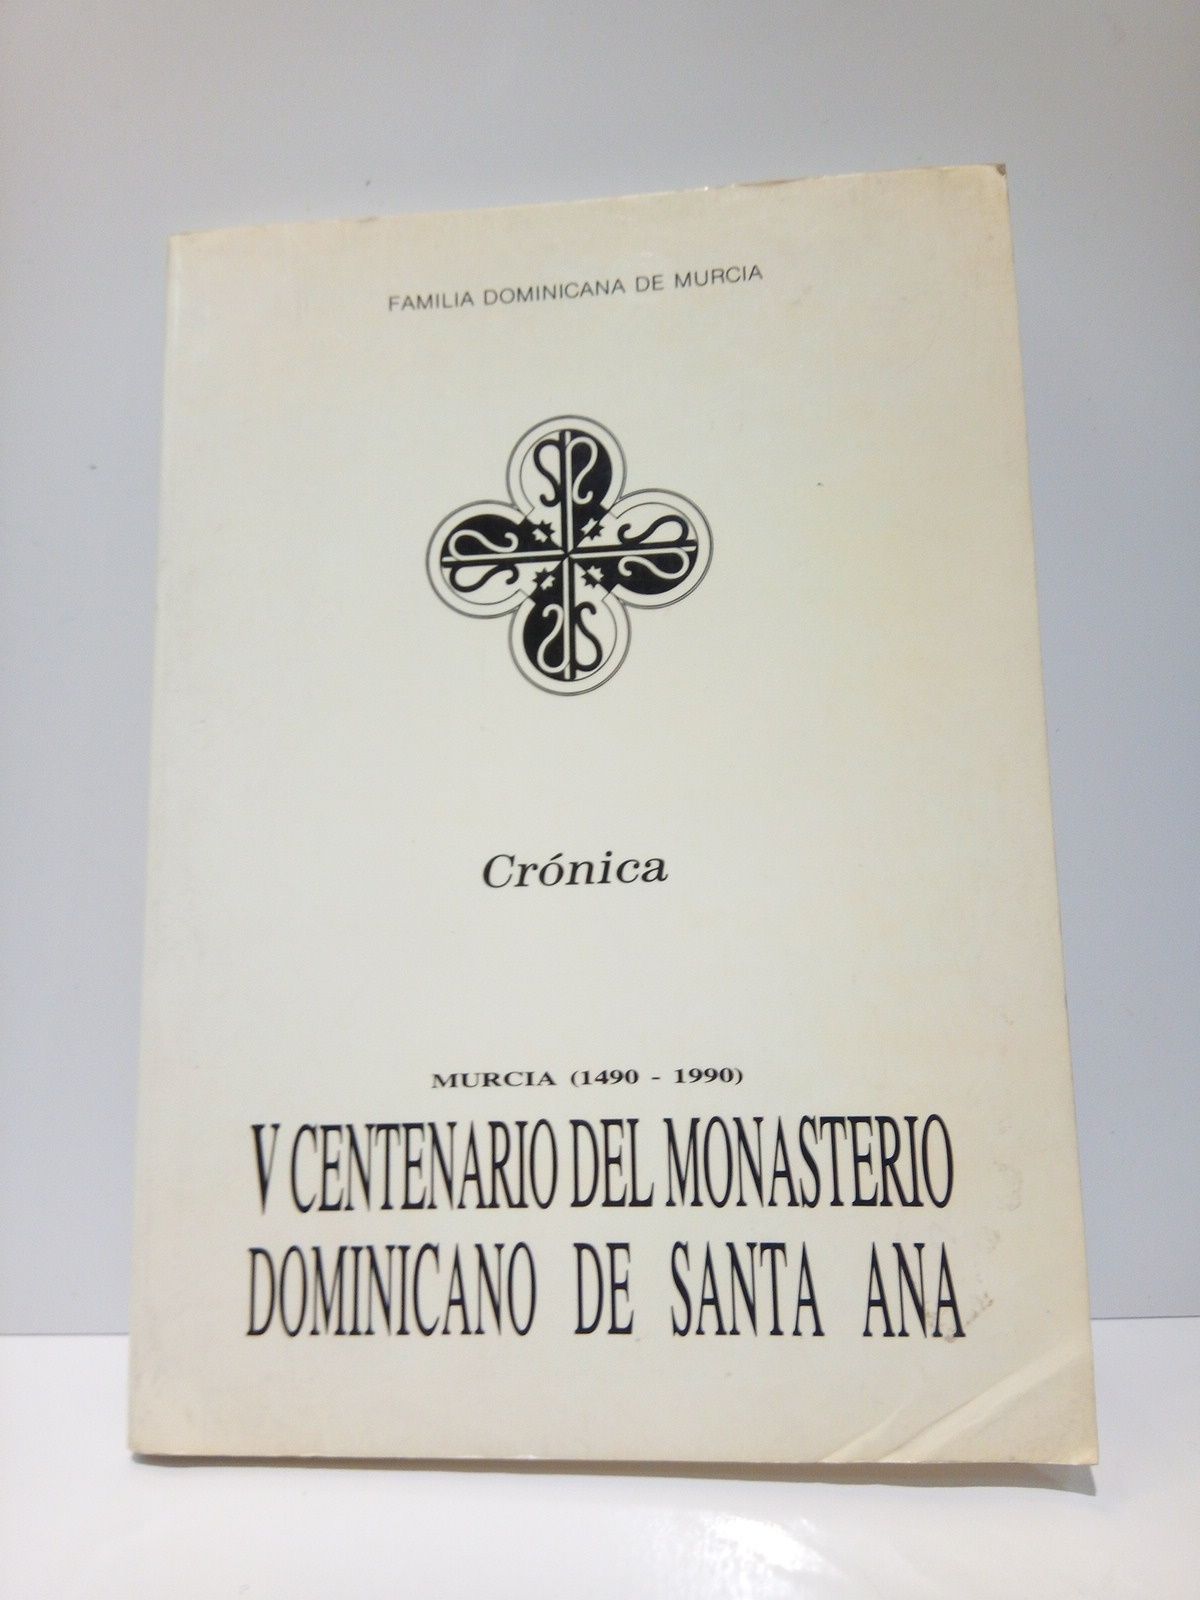 FAMILIA DOMINICANA DE MURCIA
Crónica
MURCIA (1490 - 1990)
V CENTENARIO DEL MONASTERIO
DOMINICANO DE SANTA ANA